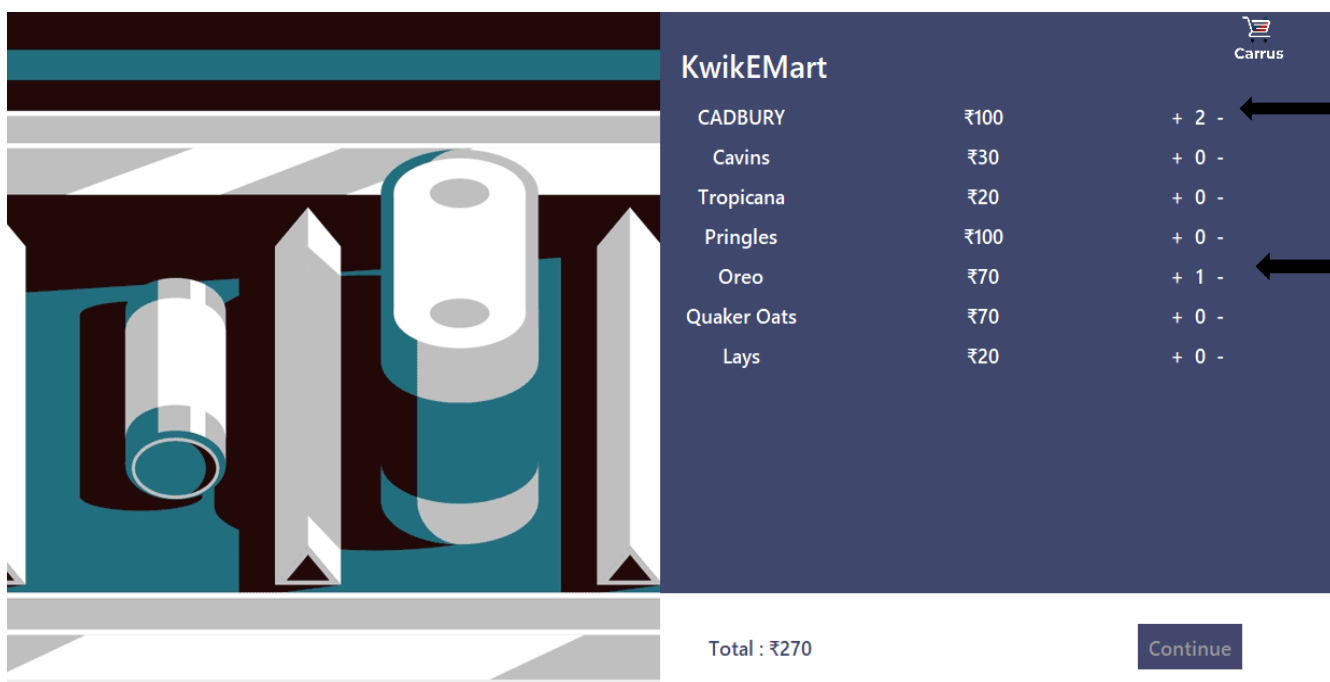 Carrus
KwikEMart
CADBURY ₹100 + 2 -
Cavins ₹30 + 0 -
Tropicana ₹20 + 0 -
Pringles ₹100 + 0 -
Oreo ₹70 + 1 -
Quaker Oats ₹70 + 0 -
Lays ₹20 + 0 -
Total : ₹270 Continue